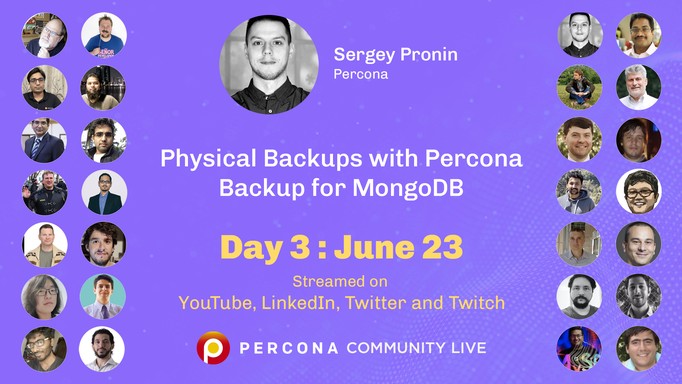 Sergey Pronin
Percona
Physical Backups with Percona
Backup for MongoDB
Day 3 : June 23
Streamed on
YouTube, LinkedIn, Twitter and Twitch
PERCONA COMMUNITY LIVE